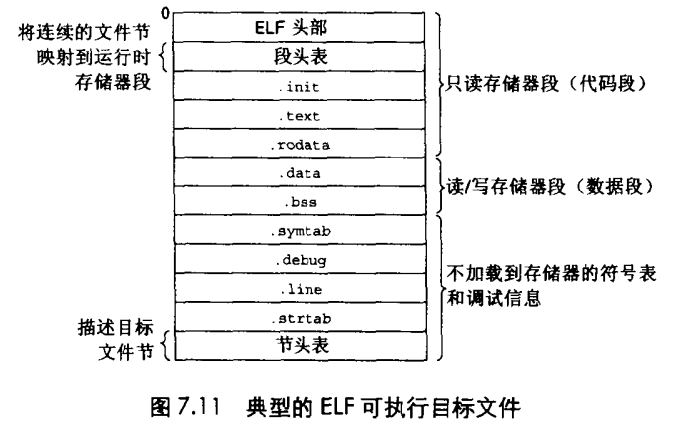 0
将连续的文件节
映射到运行时
存储器段
ELF 头部
段头表
.init
.text
.rodata
.data
.bss
.symtab
.debug
.line
.strtab
节头表
只读存储器段（代码段）
读/写存储器段（数据段）
不加载到存储器的符号表
和调试信息
描述目标
文件节
图 7.11 典型的 ELF 可执行目标文件